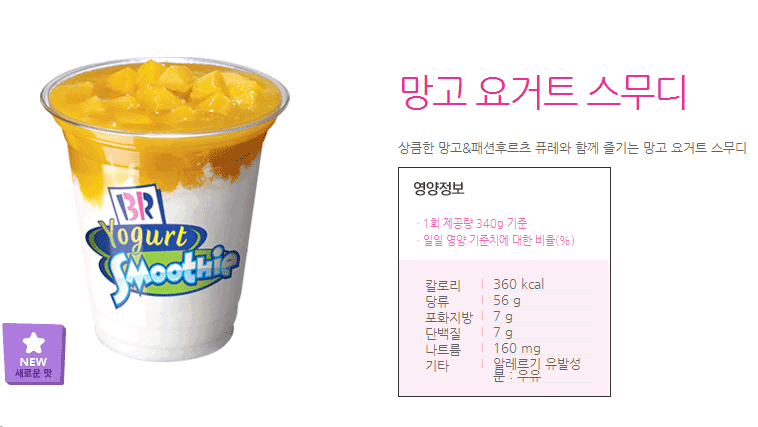 망고 요거트 스무디
상큼한 망고&패션후르츠 퓨레와 함께 즐기는 망고 요거트 스무디
영양정보
· 1회 제공량 340g 기준
· 일일 영양 기준치에 대한 비율(%)
칼로리 360 kcal
당류 56 g
포화지방 7 g
단백질 7 g
나트륨 160 mg
기타 알레르기 유발성
분 : 우유
BR
Yogurt
Smoothie
NEW
새로운 맛